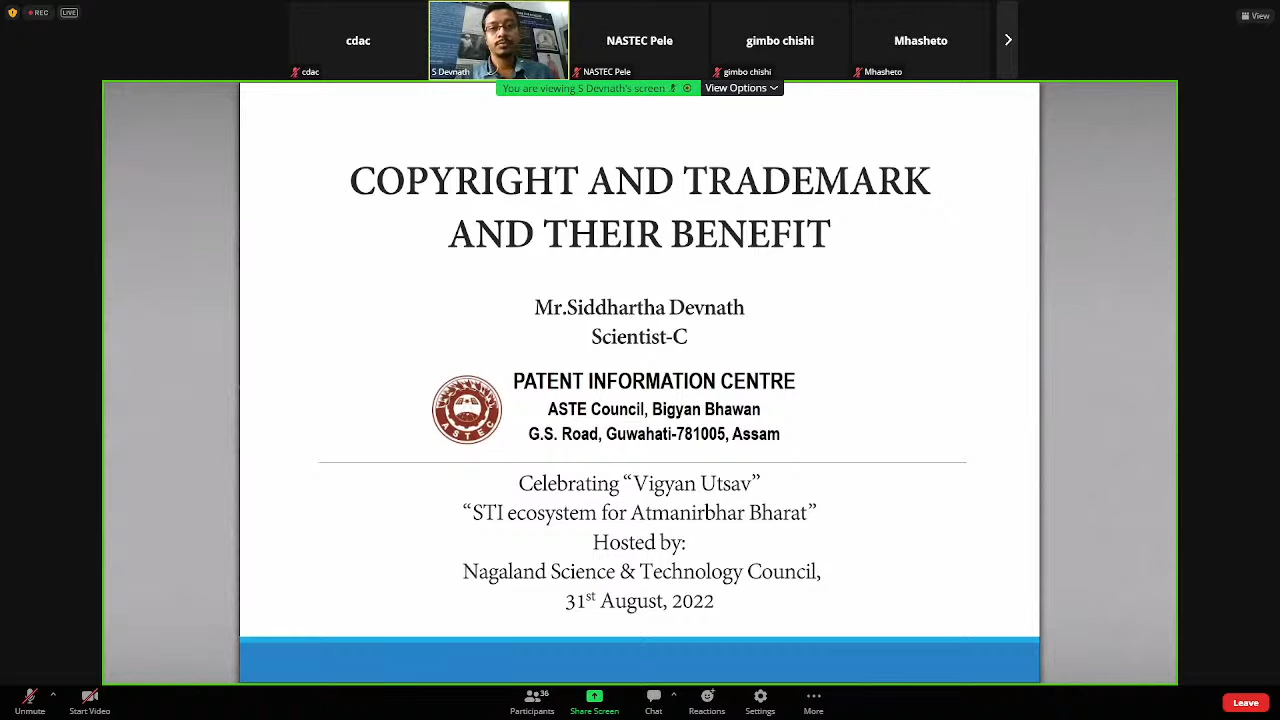 REC
LIVE
View
cdac
NASTEC Pele
gimbo chishi
Mhasheto
cdac
S Devnath
NASTEC Pele
gimbo chishi
Mhasheto
You are viewing S Devnath's screen
View Options
COPYRIGHT AND TRADEMARK
AND THEIR BENEFIT
Mr.Siddhartha Devnath
Scientist-C
PATENT INFORMATION CENTRE
ASTE Council, Bigyan Bhawan
G.S. Road, Guwahati-781005, Assam
ASTEC
Celebrating “Vigyan Utsav”
“STI ecosystem for Atmanirbhar Bharat”
Hosted by:
Nagaland Science & Technology Council,
31st August, 2022
Unmute
Start Video
36
Participants
Share Screen
Chat
Reactions
Settings
More
Leave